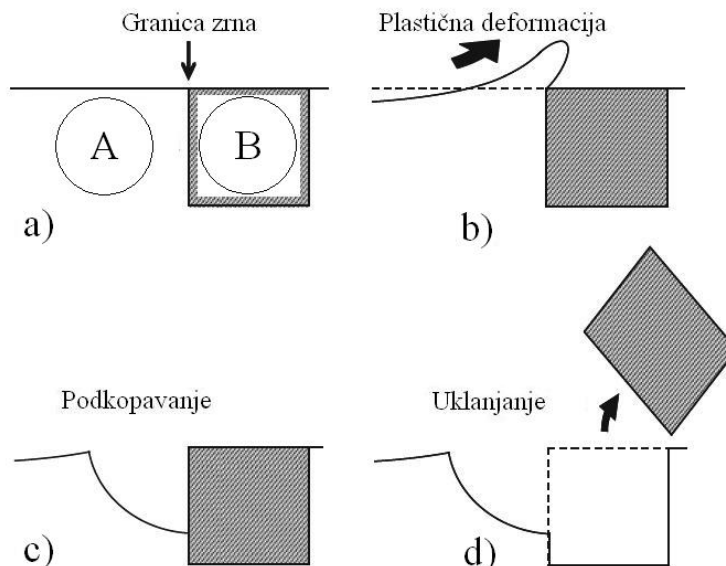 Granica zrna
Plastična deformacija
A
B
a)
b)
Podkopavanje
Uklanjanje
c)
d)